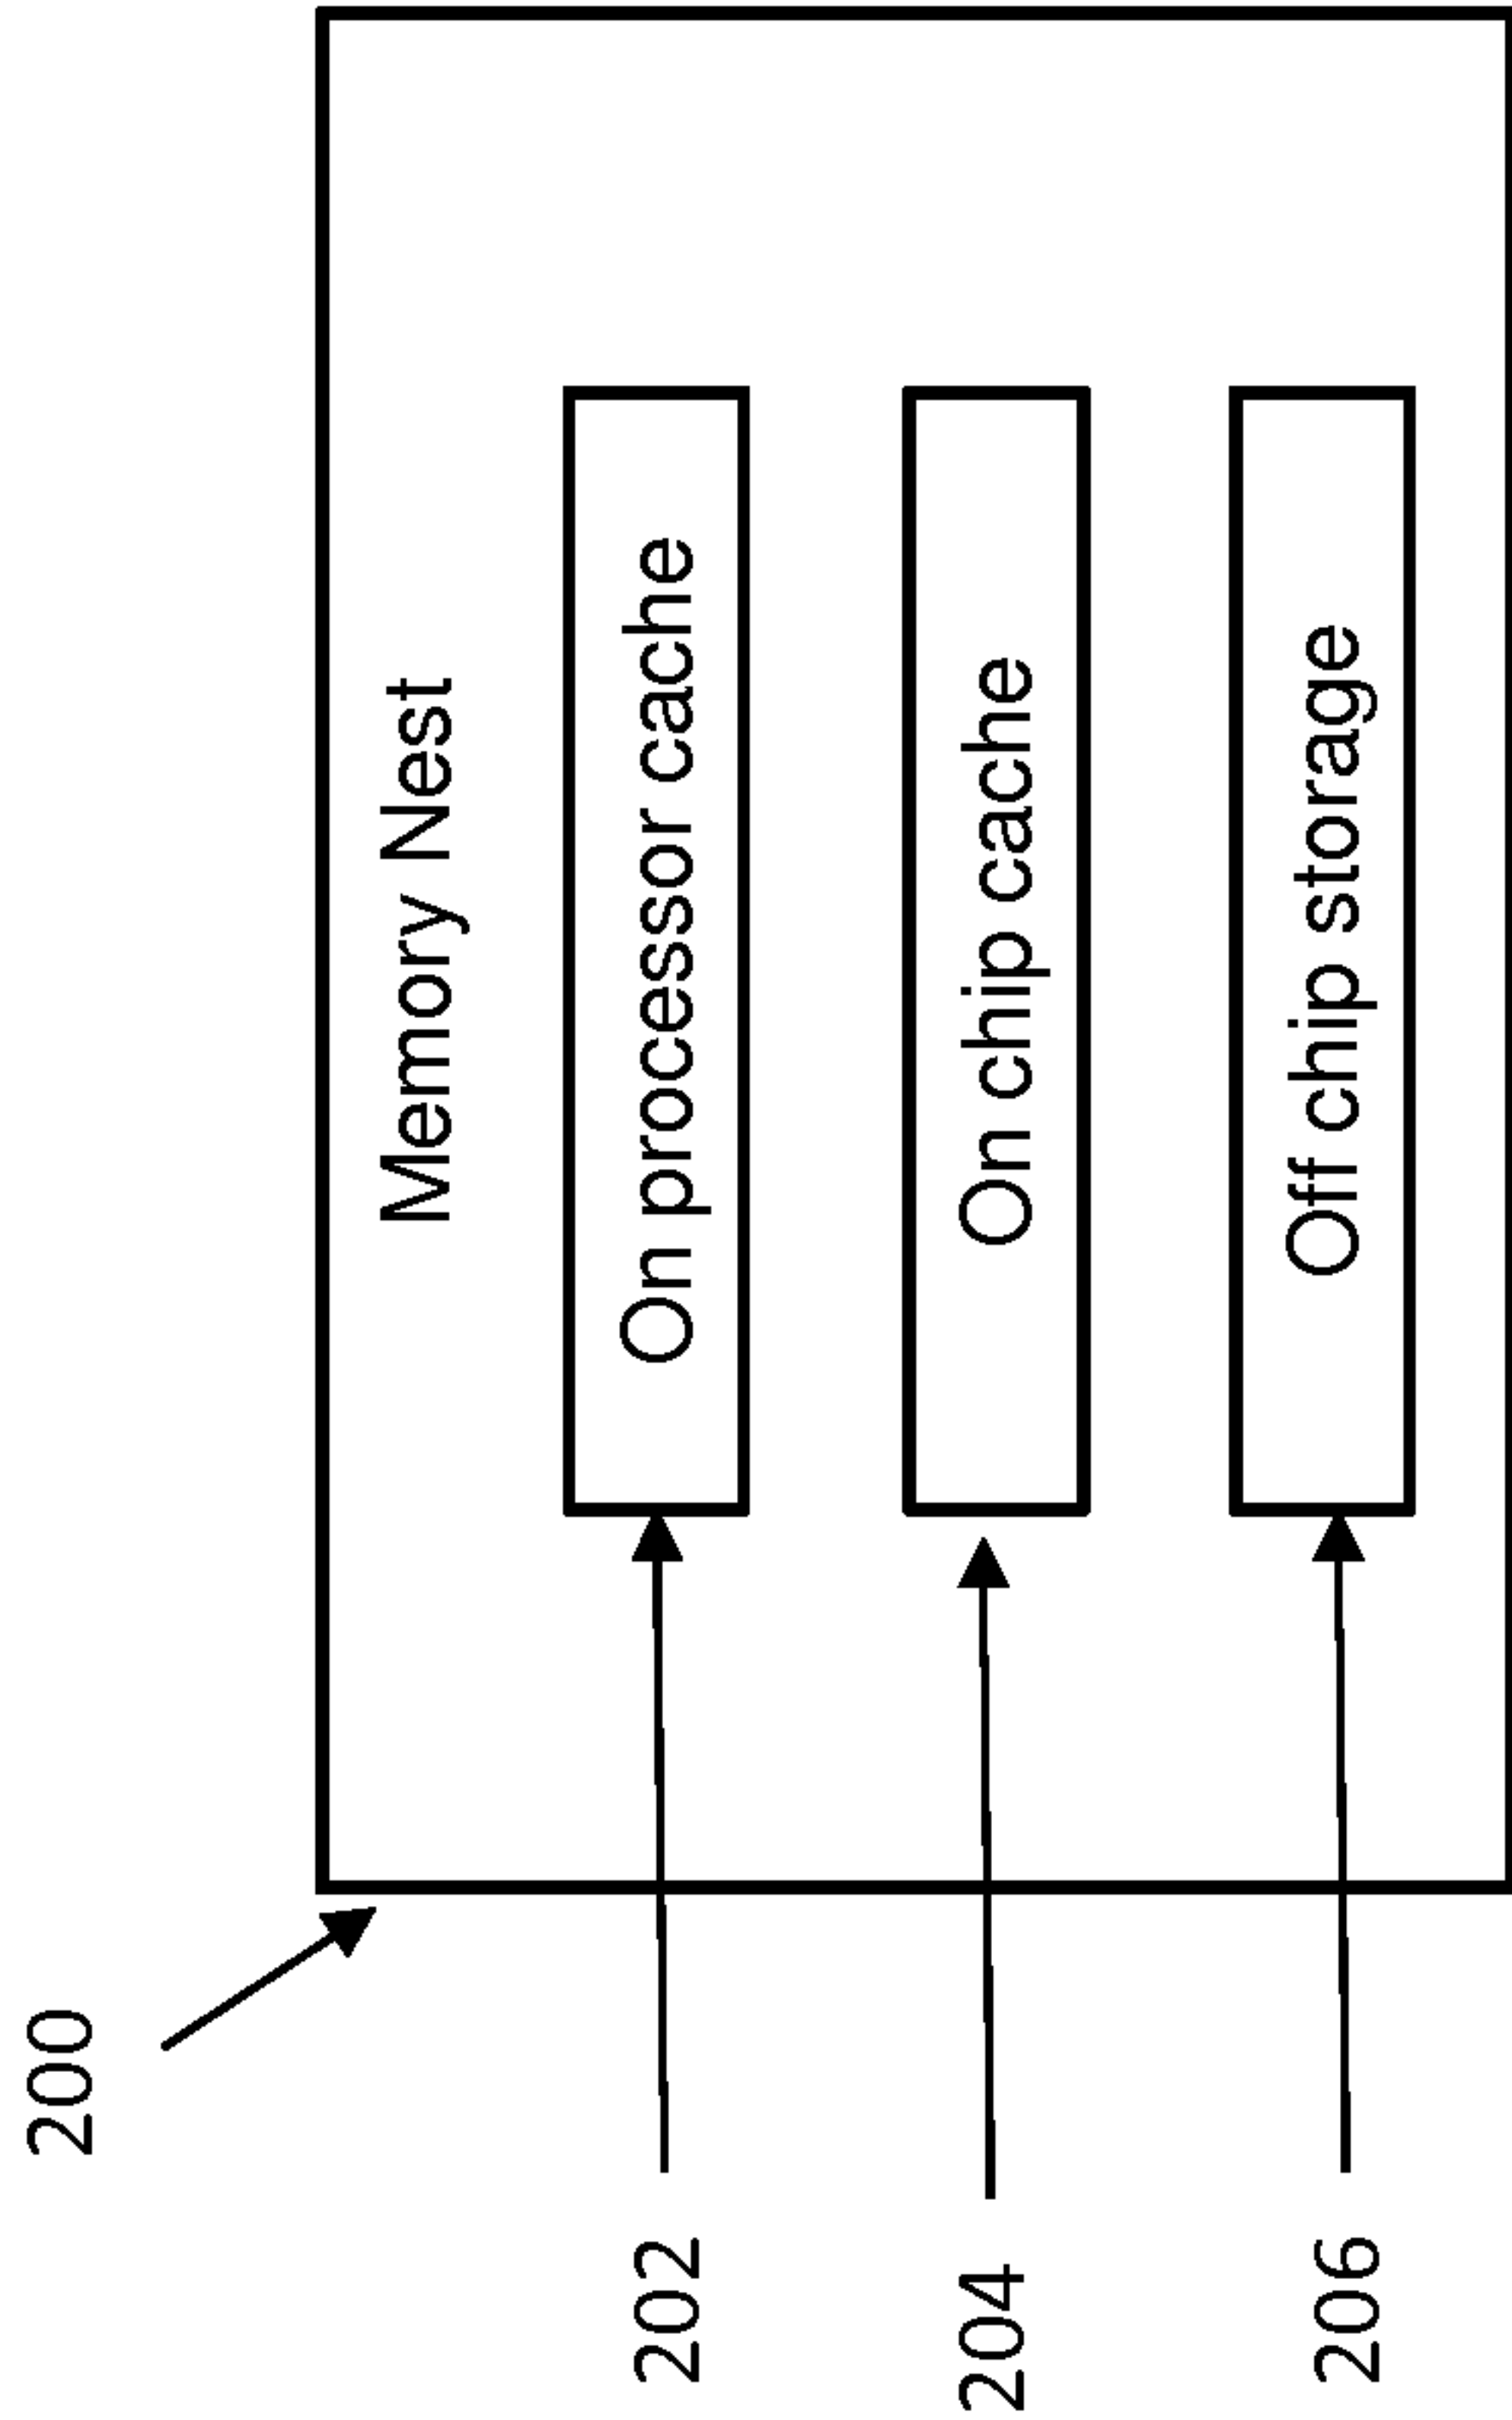 200
Memory Nest
202
On processor cache
204
On chip cache
206
Off chip storage